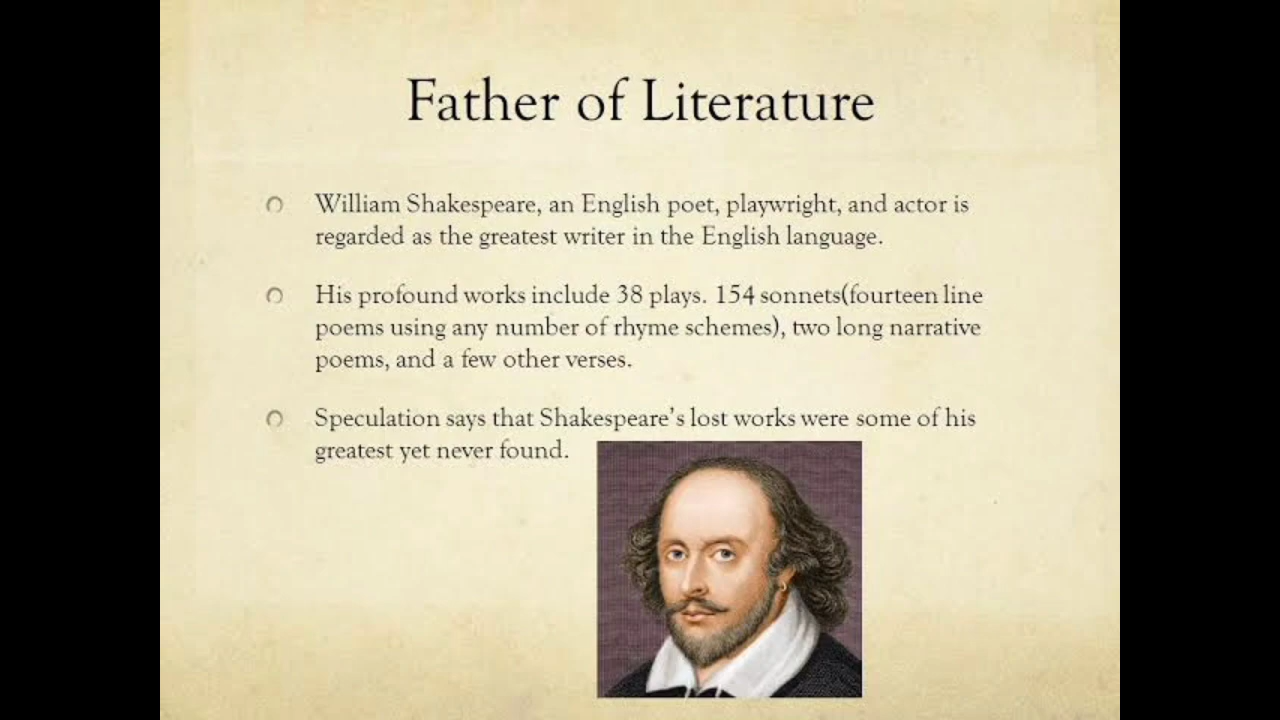 Father of Literature
William Shakespeare, an English poet, playwright, and actor is
regarded as the greatest writer in the English language.
His profound works include 38 plays. 154 sonnets(fourteen line
poems using any number of rhyme schemes), two long narrative
poems, and a few other verses.
Speculation says that Shakespeare's lost works were some of his
greatest yet never found.